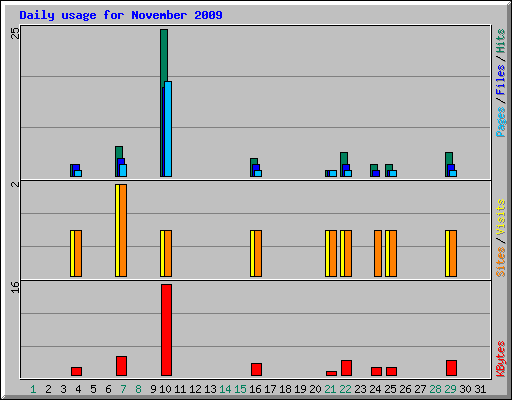 Daily usage for November 2009
25
2
16
Pages / Files / Hits
Sites / Visits
KBytes
1 2 3 4 5 6 7 8 9 10 11 12 13 14 15 16 17 18 19 20 21 22 23 24 25 26 27 28 29 30 31